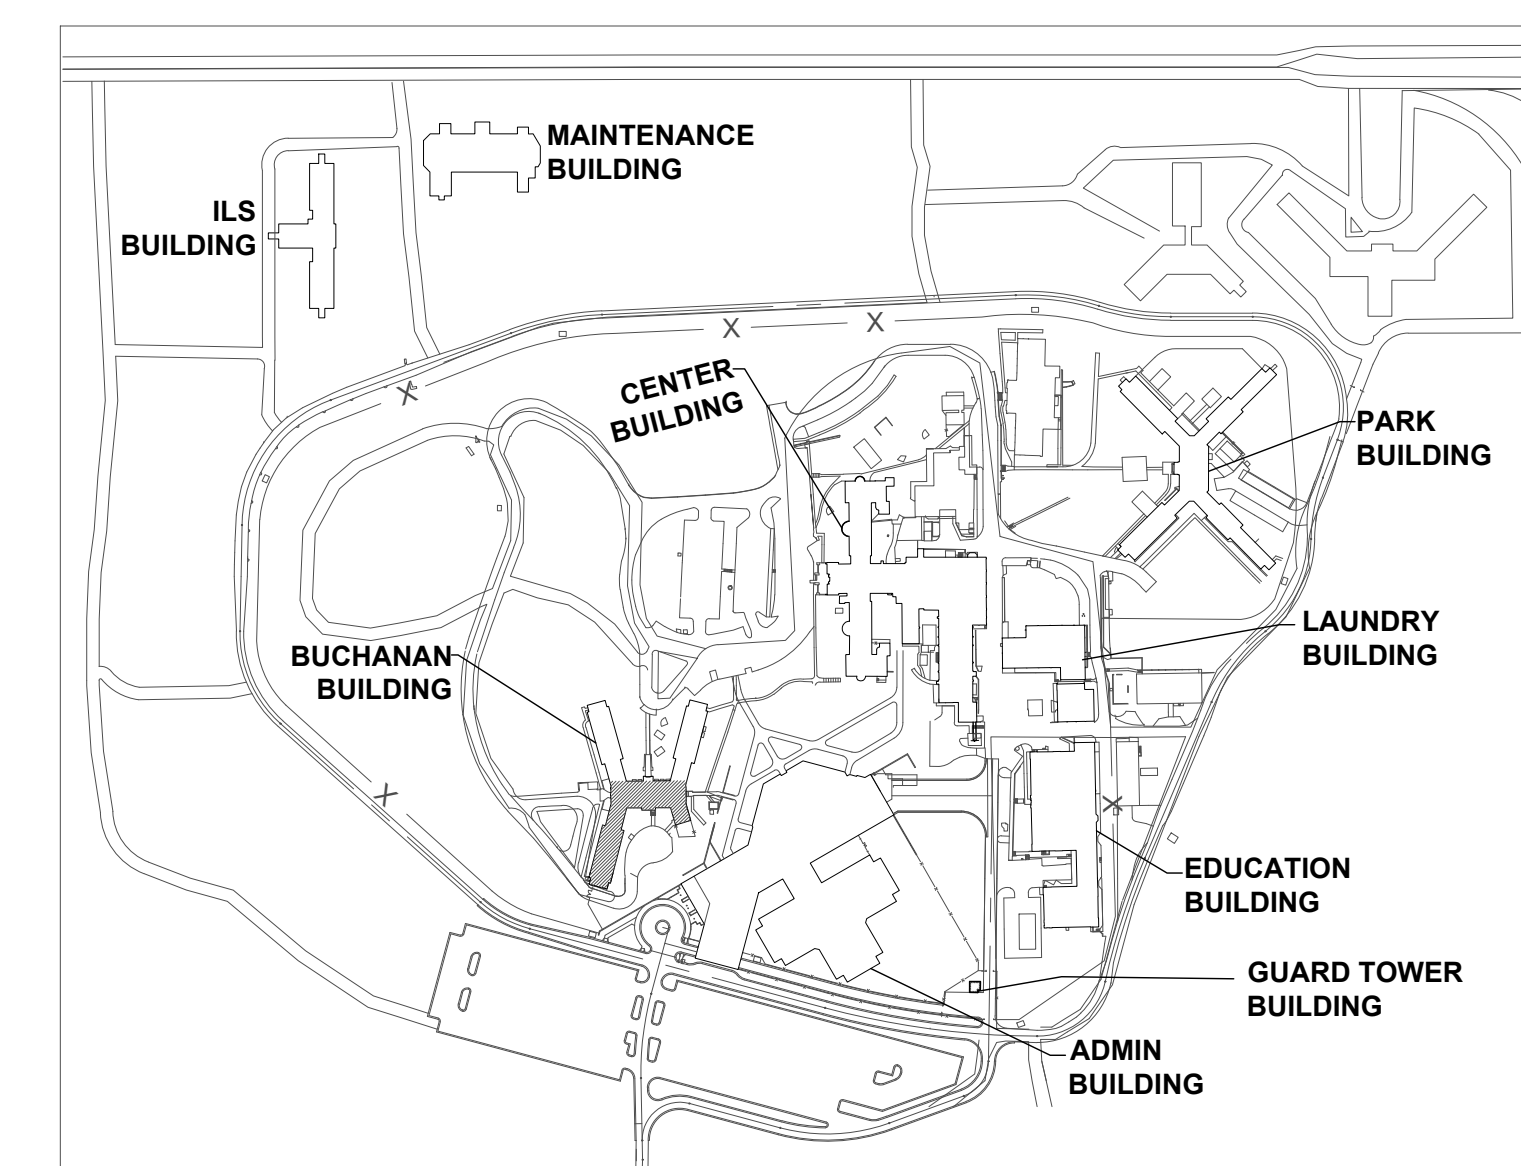 MAINTENANCE
BUILDING
ILS
BUILDING
CENTER
BUILDING
PARK
BUILDING
LAUNDRY
BUILDING
BUCHANAN
BUILDING
EDUCATION
BUILDING
GUARD TOWER
BUILDING
ADMIN
BUILDING
X
X
X
X
X